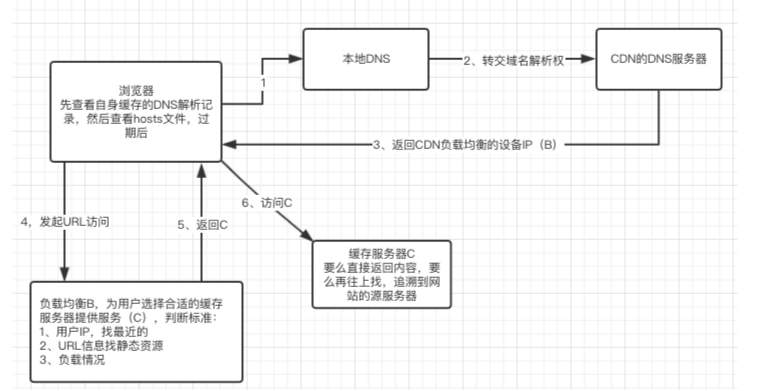 本地DNS
2、转交域名解析权
CDN的DNS服务器
浏览器
先查看自身缓存的DNS解析记
录，然后查看hosts文件，过
期后
1
3、返回CDN负载均衡的设备IP（B）
4，发起URL访问
5、返回C
6、访问C
缓存服务器C
要么直接返回内容，要
么再往上找，追溯到网
站的源服务器
负载均衡B，为用户选择合适的缓存
服务器提供服务（C），判断标准：
1、用户IP，找最近的
2、URL信息找静态资源
3、负载情况